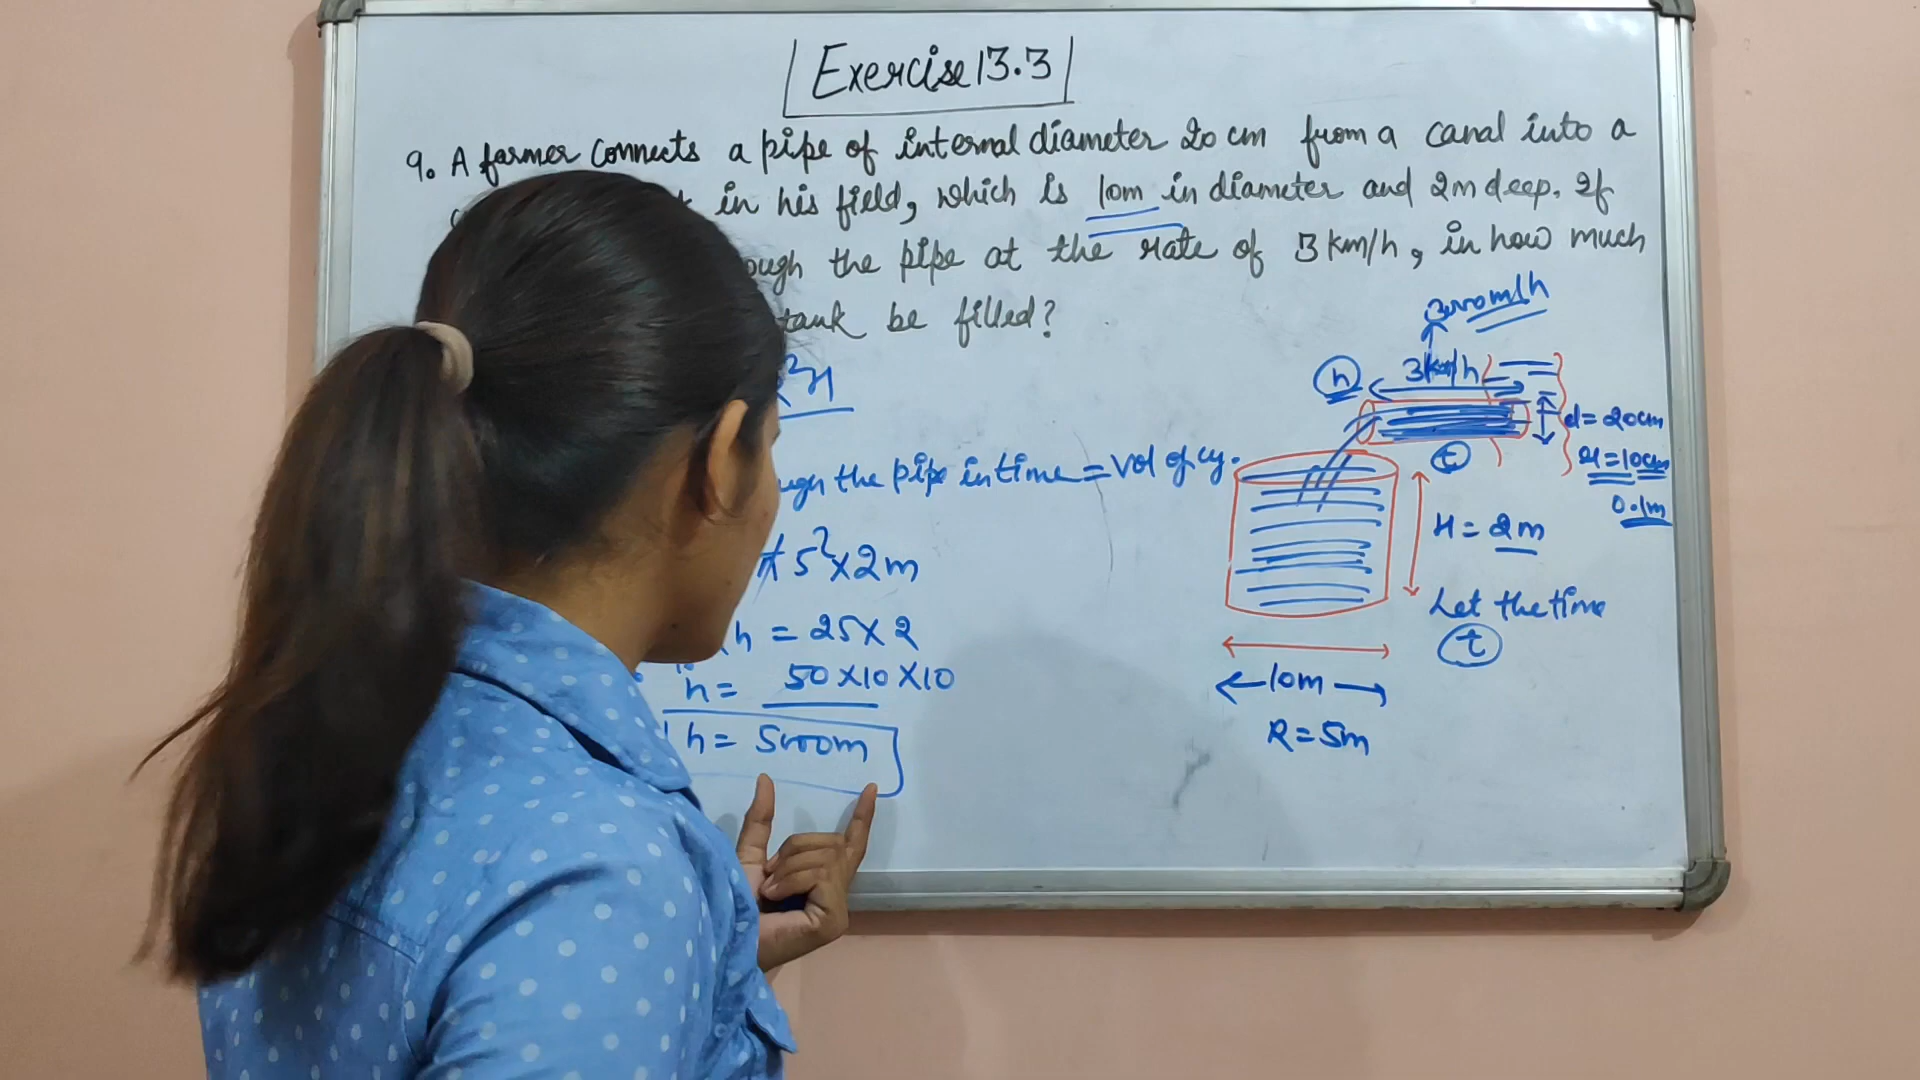 Exercise 13.3
9. A farmer connects a pipe of internal diameter 20 cm from a canal into a
in his field, which is 10m in diameter and 2m deep. If
ough the pipe at the rate of 3 km/h, in how much
tank be filled?
3000m/h
h 3km/h
²H
d = 20cm
t
r = 10cm
ugh the pipe in time = Vol of cy.
0.1m
H = 2m
5² x 2m
Let the time
h = 25 x 2
t
h = 50 x 10 x 10
10m
h = 5000m
R = 5m